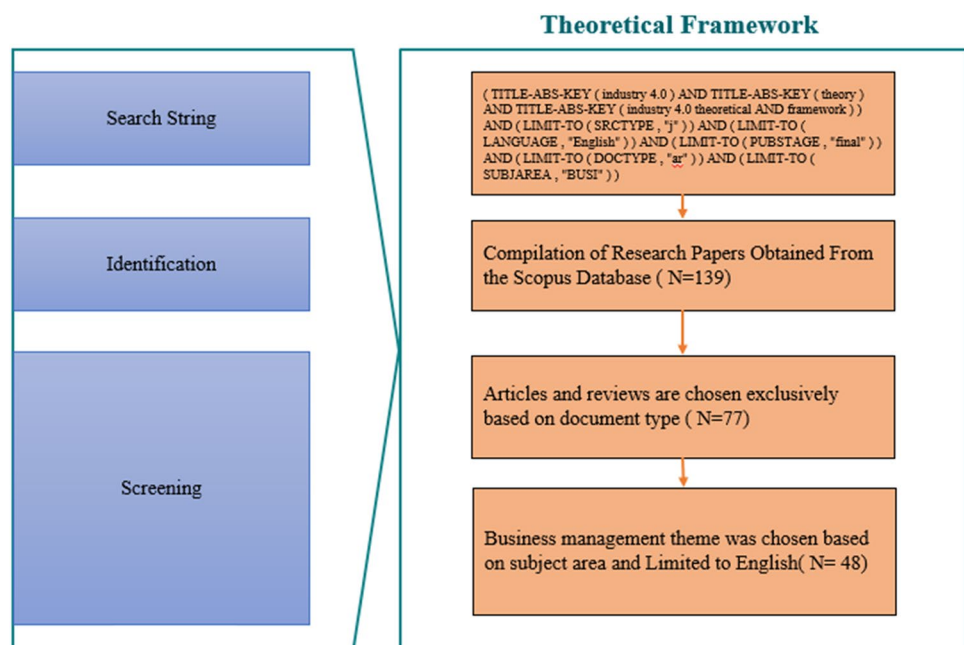 Theoretical Framework
Search String
( TITLE-ABS-KEY ( industry 4.0 ) AND TITLE-ABS-KEY ( theory )
AND TITLE-ABS-KEY ( industry 4.0 theoretical AND framework ) )
AND ( LIMIT-TO ( SRCTYPE , "j" ) ) AND ( LIMIT-TO (
LANGUAGE , "English" ) ) AND ( LIMIT-TO ( PUBSTAGE , "final" ) )
AND ( LIMIT-TO ( DOCTYPE , "ar" ) ) AND ( LIMIT-TO (
SUBJAREA , "BUSI" ) )
Identification
Compilation of Research Papers Obtained From
the Scopus Database ( N=139)
Screening
Articles and reviews are chosen exclusively
based on document type ( N=77)
Business management theme was chosen based
on subject area and Limited to English( N= 48)